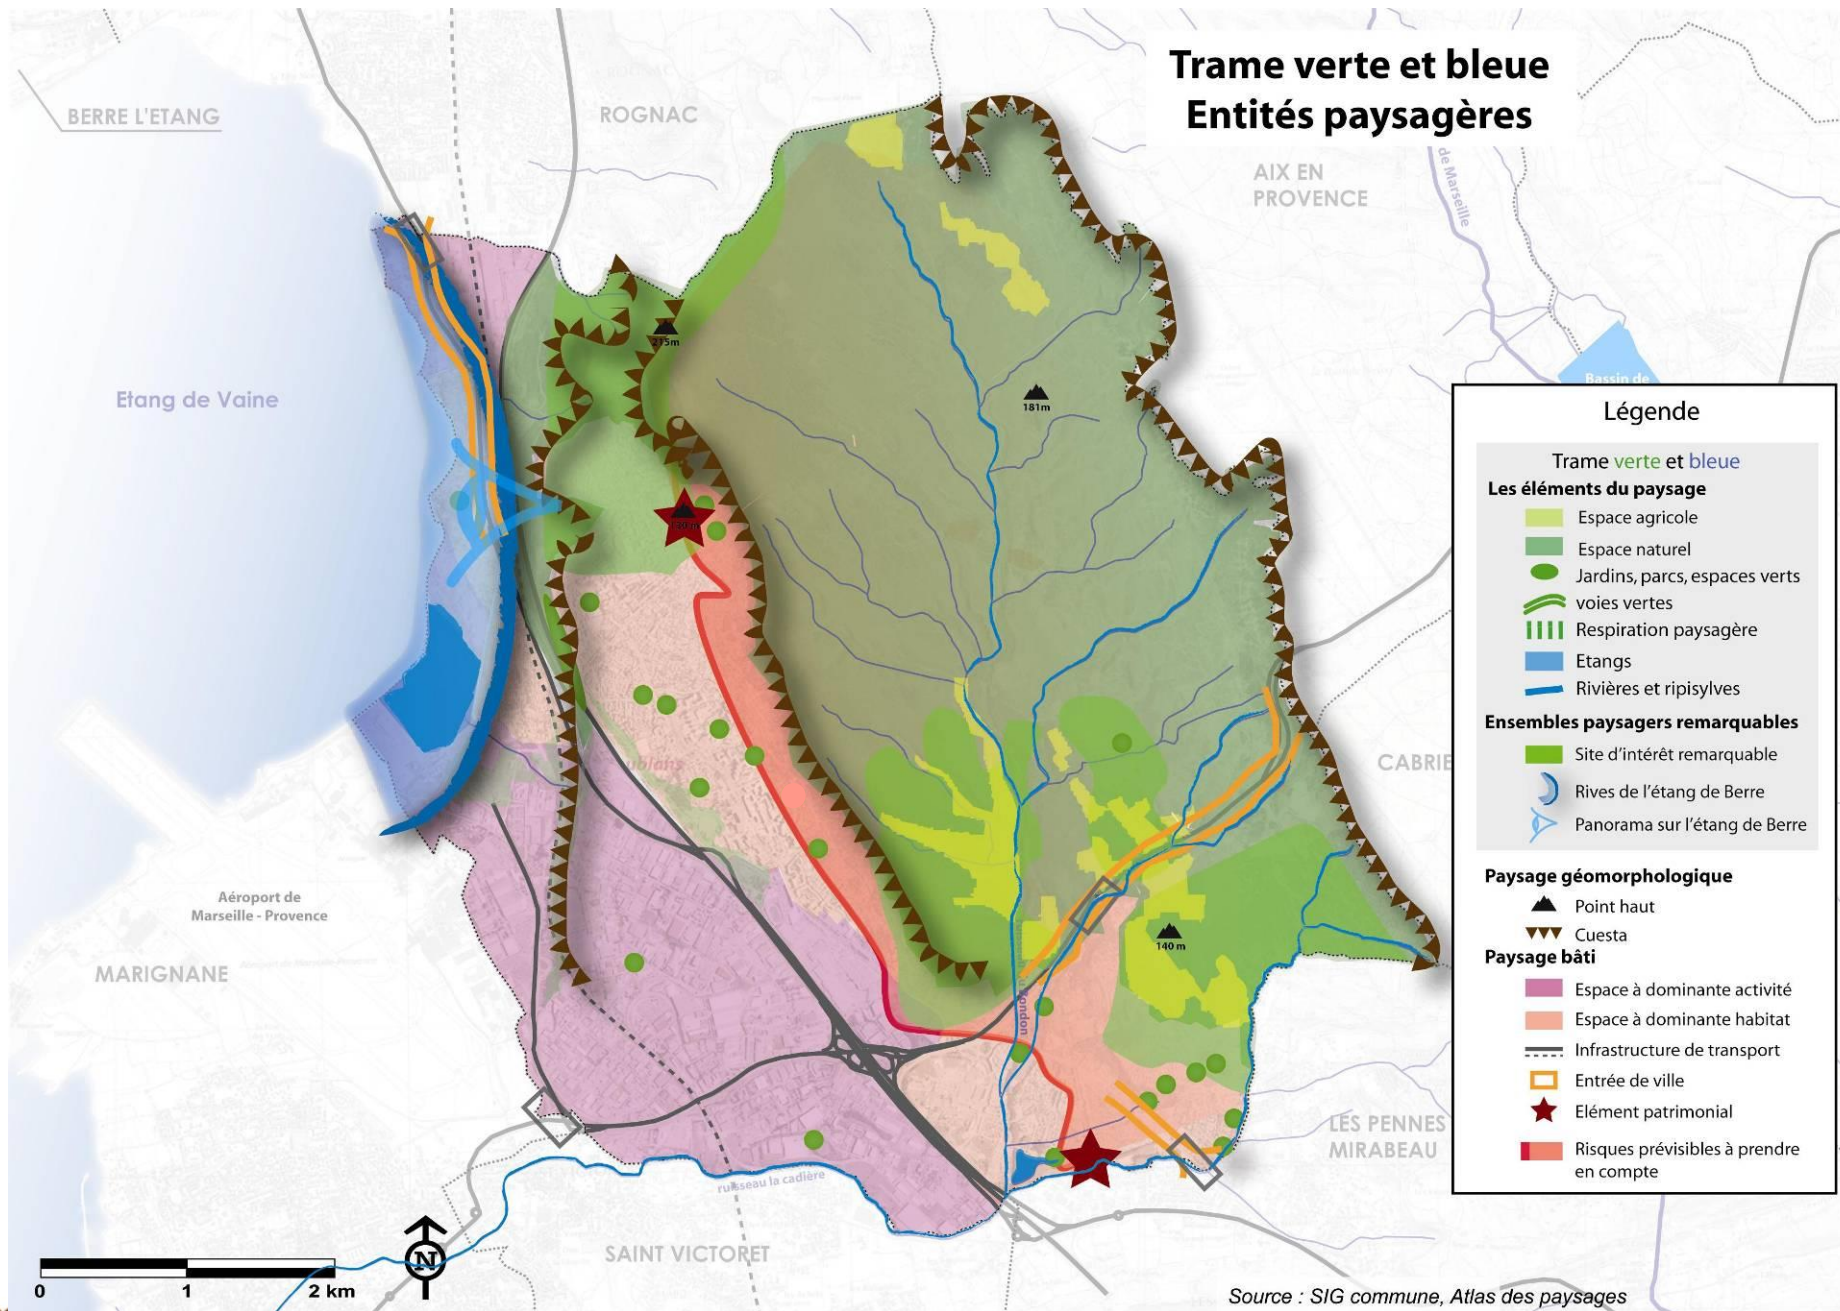 Trame verte et bleue
Entités paysagères
BERRE L'ETANG
ROGNAC
AIX EN
PROVENCE
de Marseille
Bassin de
Etang de Vaine
215m
181m
140 m
CABRIE
Aéroport de
Marseille - Provence
MARIGNANE
LES PENNES
MIRABEAU
ruisseau la cadière
SAINT VICTORET
N
0 1 2 km
Légende
Trame verte et bleue
Les éléments du paysage
Espace agricole
Espace naturel
Jardins, parcs, espaces verts
voies vertes
Respiration paysagère
Etangs
Rivières et ripisylves
Ensembles paysagers remarquables
Site d'intérêt remarquable
Rives de l'étang de Berre
Panorama sur l'étang de Berre
Paysage géomorphologique
Point haut
Cuesta
Paysage bâti
Espace à dominante activité
Espace à dominante habitat
Infrastructure de transport
Entrée de ville
Elément patrimonial
Risques prévisibles à prendre
en compte
Source : SIG commune, Atlas des paysages